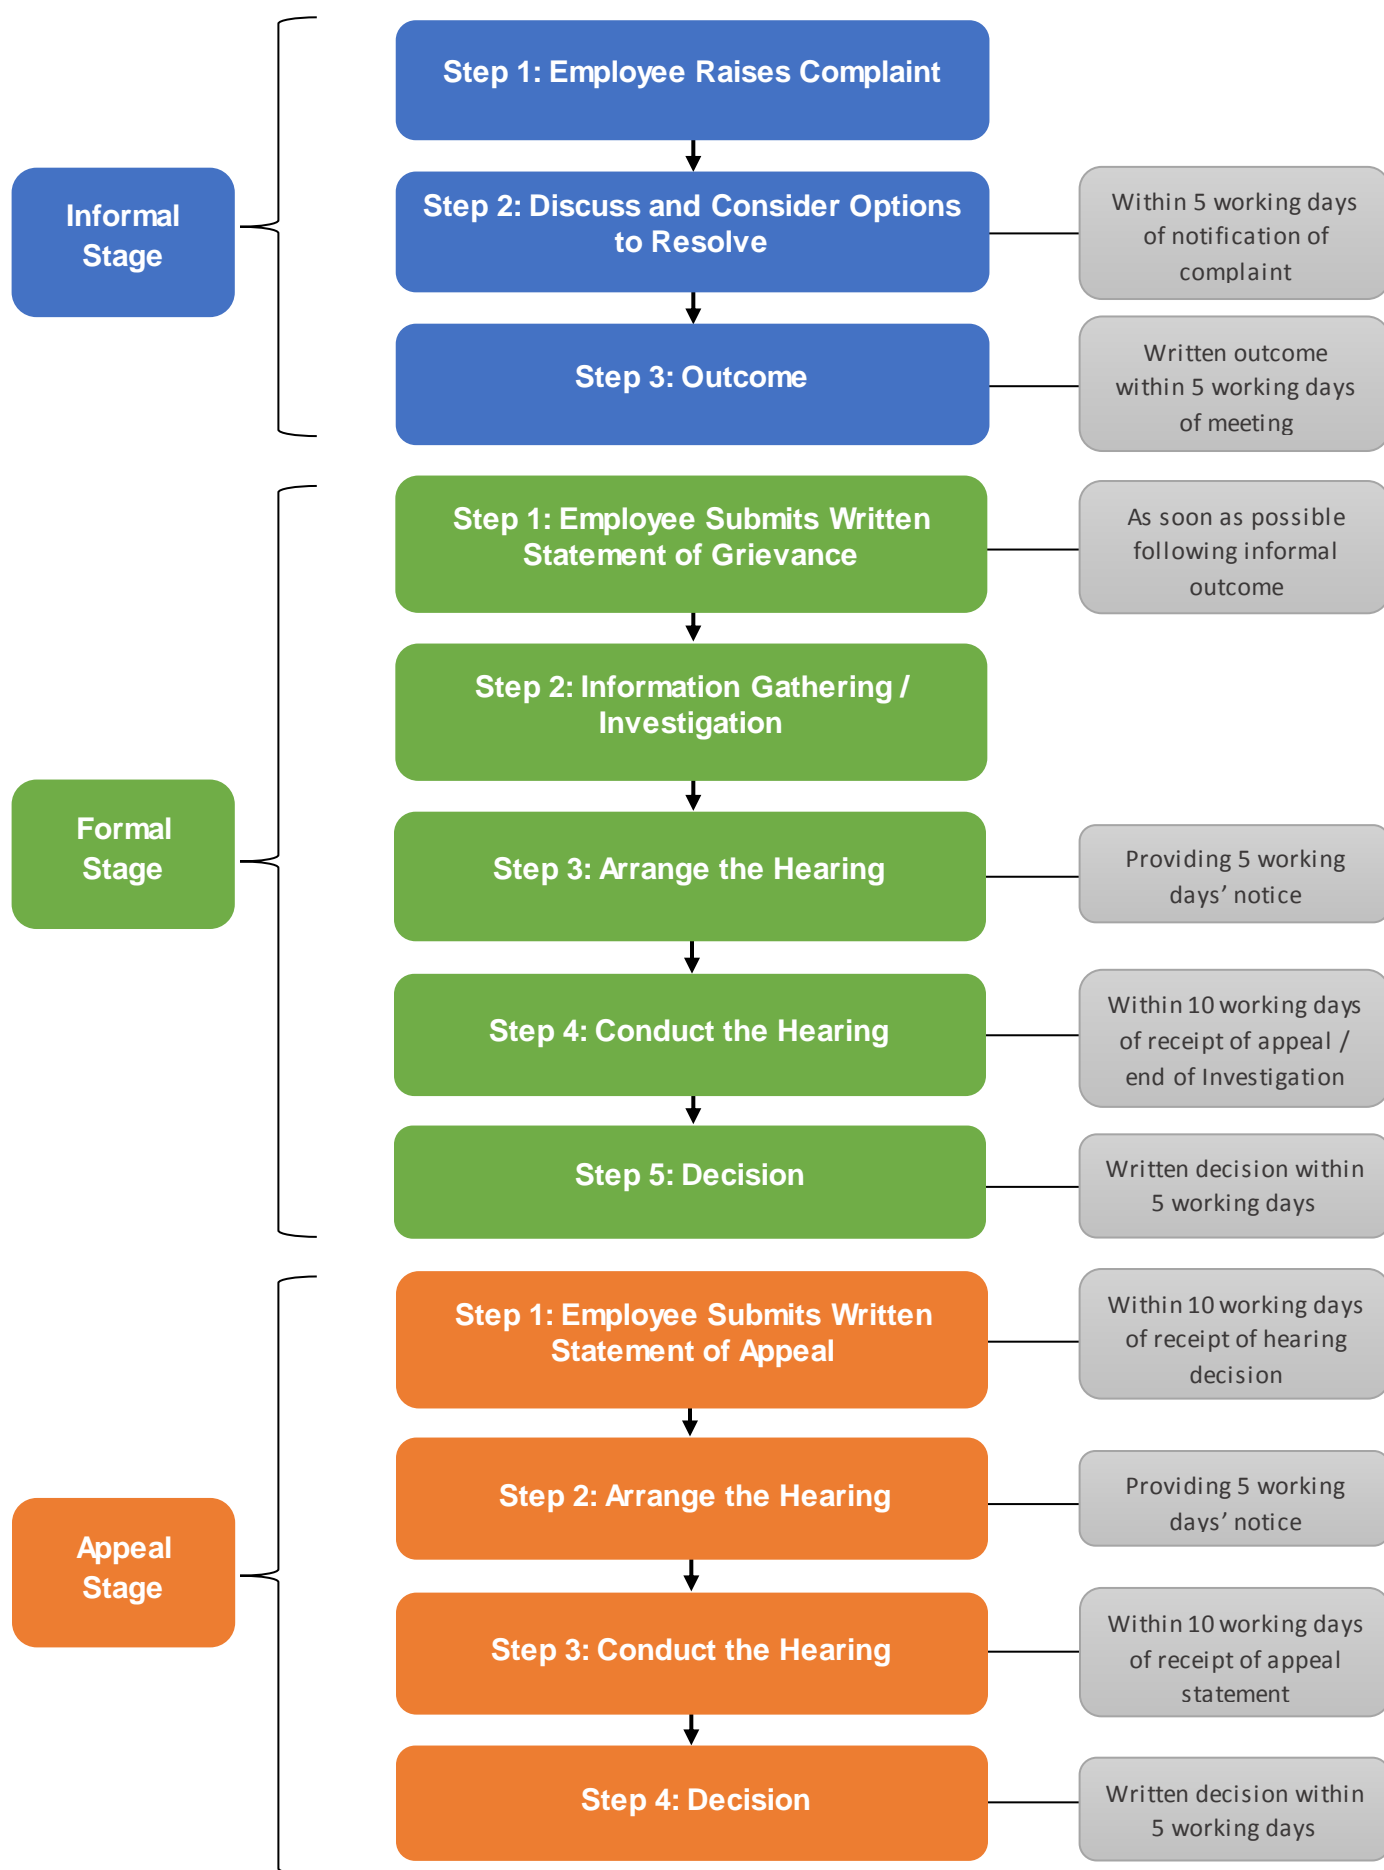 Step 1: Employee Raises Complaint
Informal
Stage
Step 2: Discuss and Consider Options
to Resolve
Within 5 working days
of notification of
complaint
Step 3: Outcome
Written outcome
within 5 working days
of meeting
Step 1: Employee Submits Written
Statement of Grievance
As soon as possible
following informal
outcome
Step 2: Information Gathering /
Investigation
Formal
Stage
Step 3: Arrange the Hearing
Providing 5 working
days’ notice
Step 4: Conduct the Hearing
Within 10 working days
of receipt of appeal /
end of Investigation
Step 5: Decision
Written decision within
5 working days
Step 1: Employee Submits Written
Statement of Appeal
Within 10 working days
of receipt of hearing
decision
Step 2: Arrange the Hearing
Providing 5 working
days’ notice
Appeal
Stage
Step 3: Conduct the Hearing
Within 10 working days
of receipt of appeal
statement
Step 4: Decision
Written decision within
5 working days